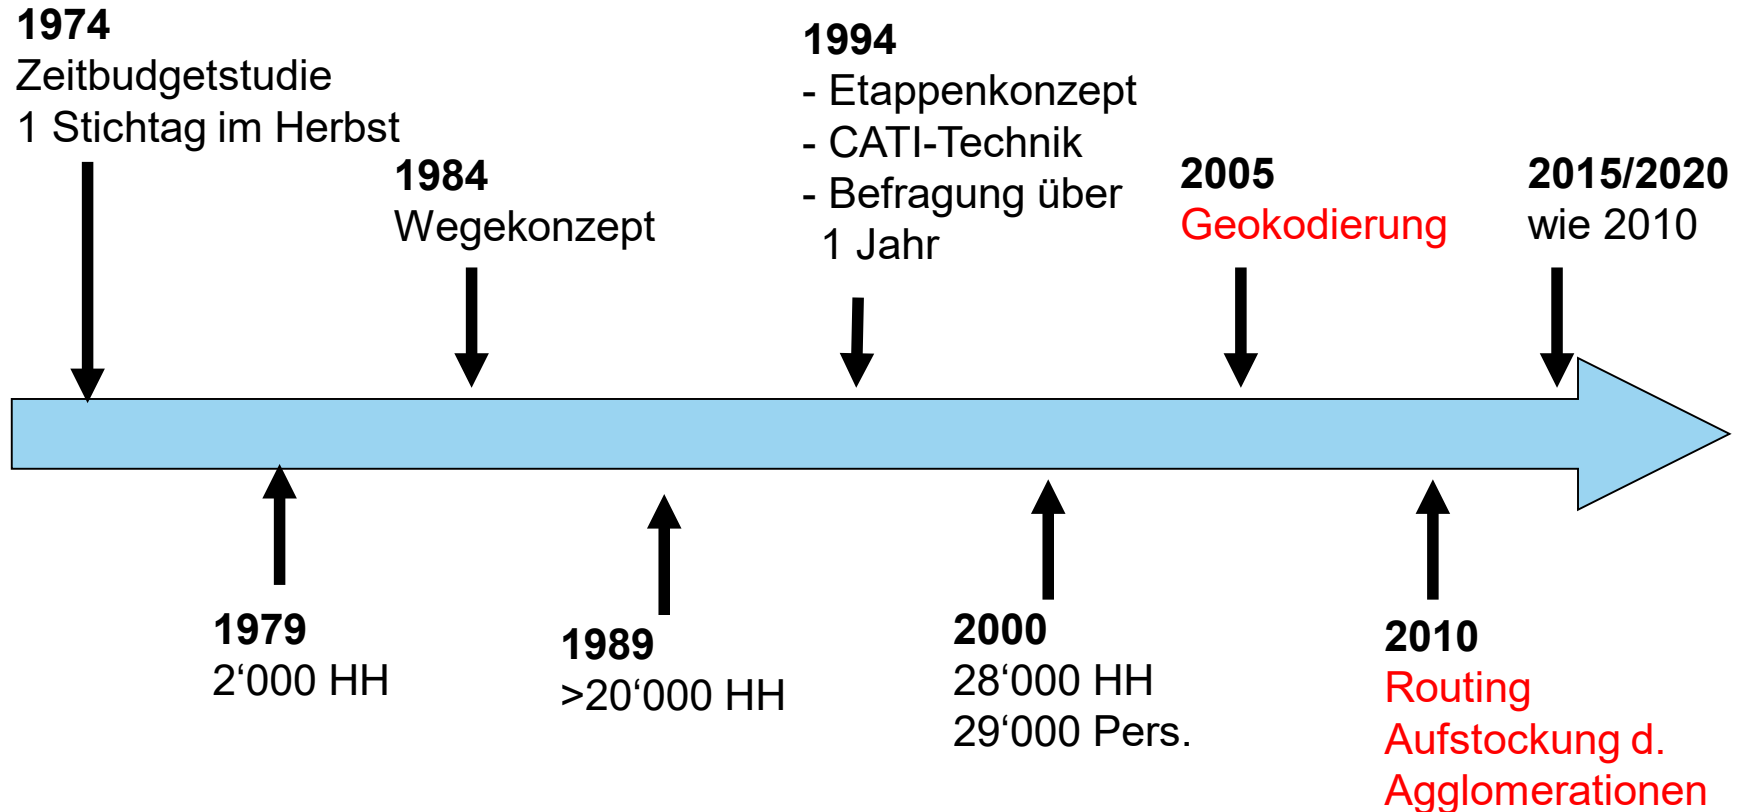 1974
Zeitbudgetstudie
1 Stichtag im Herbst
1984
Wegekonzept
1994
- Etappenkonzept
- CATI-Technik
- Befragung über
1 Jahr
2005
Geokodierung
2015/2020
wie 2010
1979
2‘000 HH
1989
>20‘000 HH
2000
28‘000 HH
29‘000 Pers.
2010
Routing
Aufstockung d.
Agglomerationen